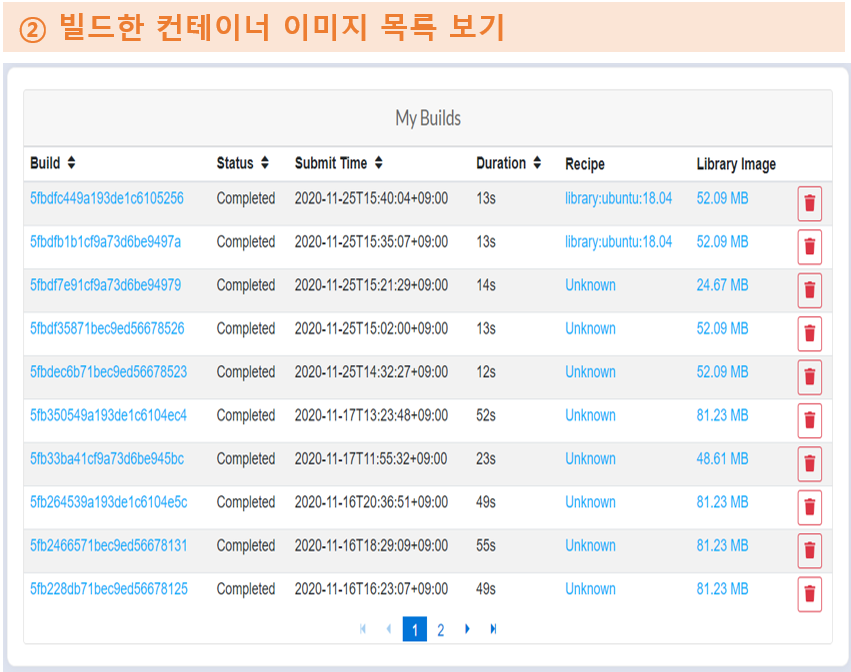 ② 빌드한 컨테이너 이미지 목록 보기
My Builds
Build Status Submit Time Duration Recipe Library Image
5fbdfc449a193de1c6105256 Completed 2020-11-25T15:40:04+09:00 13s library:ubuntu:18.04 52.09 MB
5fbdfb1b1cf9a73d6be9497a Completed 2020-11-25T15:35:07+09:00 13s library:ubuntu:18.04 52.09 MB
5fbdf7e91cf9a73d6be94979 Completed 2020-11-25T15:21:29+09:00 14s Unknown 24.67 MB
5fbdf35871bec9ed56678526 Completed 2020-11-25T15:02:00+09:00 13s Unknown 52.09 MB
5fbdec6b71bec9ed56678523 Completed 2020-11-25T14:32:27+09:00 12s Unknown 52.09 MB
5fb350549a193de1c6104ec4 Completed 2020-11-17T13:23:48+09:00 52s Unknown 81.23 MB
5fb33ba41cf9a73d6be945bc Completed 2020-11-17T11:55:32+09:00 23s Unknown 48.61 MB
5fb264539a193de1c6104e5c Completed 2020-11-16T20:36:51+09:00 49s Unknown 81.23 MB
5fb2466571bec9ed56678131 Completed 2020-11-16T18:29:09+09:00 55s Unknown 81.23 MB
5fb228db71bec9ed56678125 Completed 2020-11-16T16:23:07+09:00 49s Unknown 81.23 MB
1 2